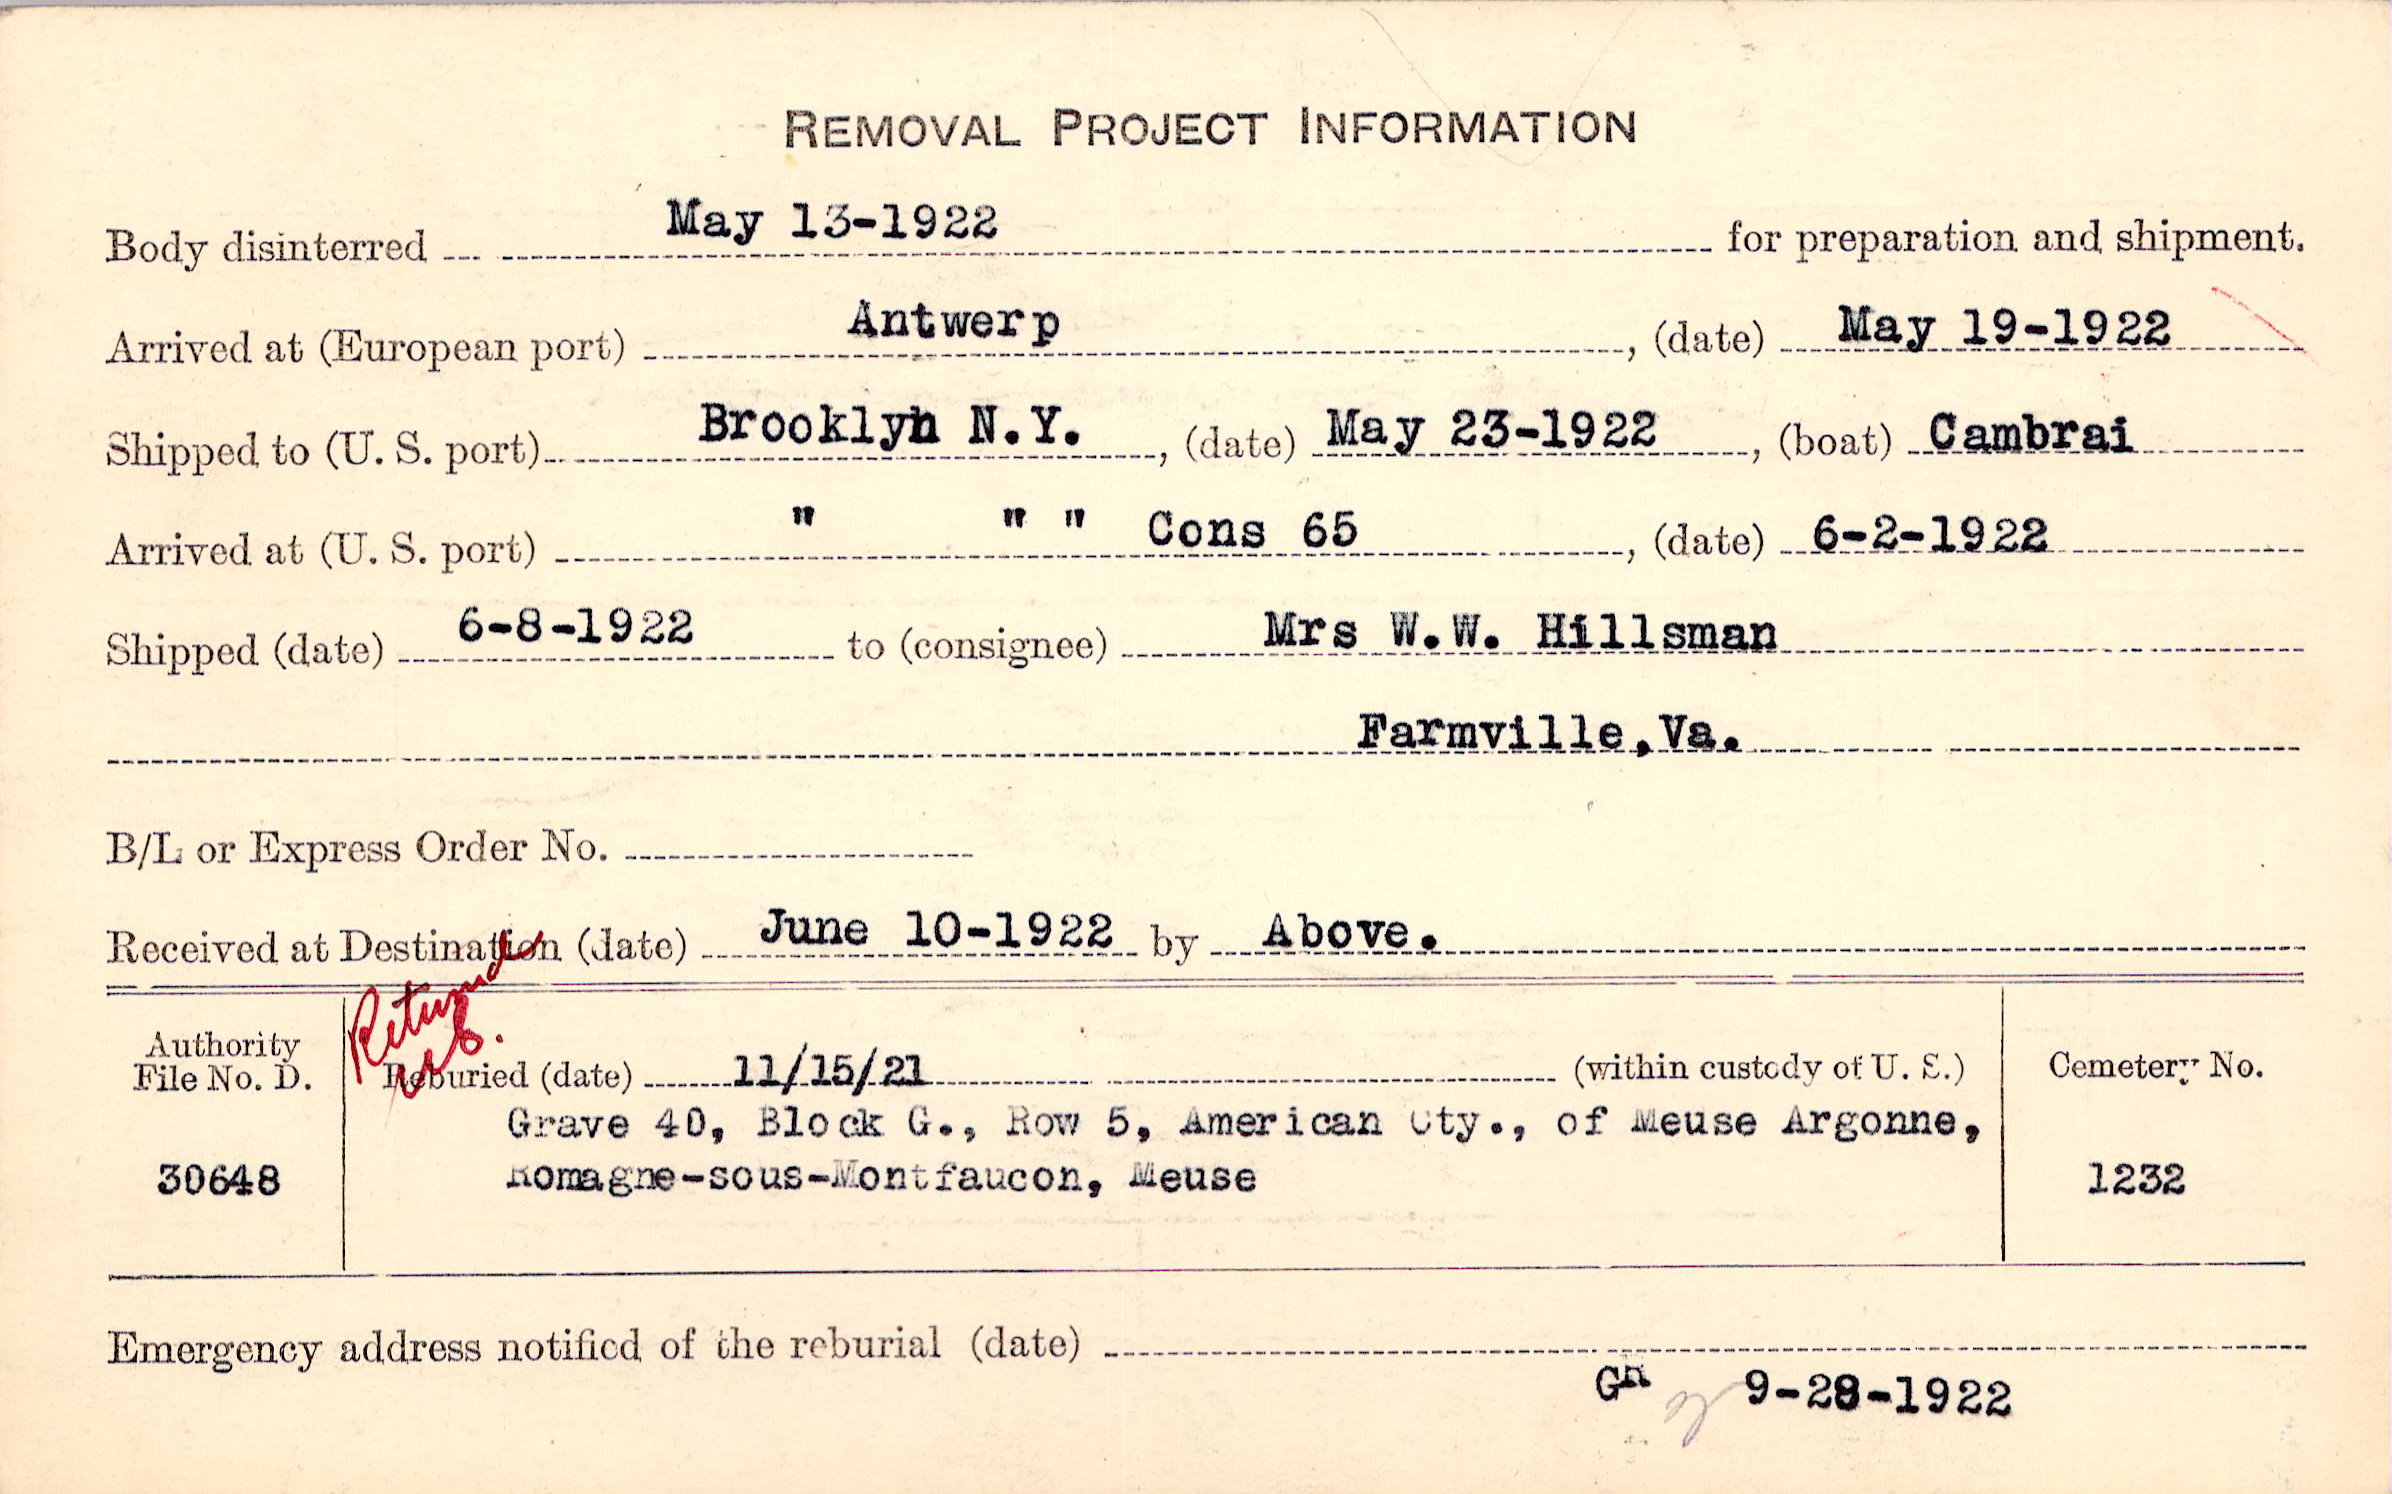 REMOVAL PROJECT INFORMATION
Body disinterred May 13-1922 for preparation and shipment.
Arrived at (European port) Antwerp, (date) May 19-1922
Shipped to (U. S. port) Brooklyn N.Y., (date) May 23-1922, (boat) Cambrai
Arrived at (U. S. port) " " " Cons 65, (date) 6-2-1922
Shipped (date) 6-8-1922 to (consignee) Mrs W.W. Hillsman
Farmville, Va.
B/L or Express Order No.
Received at Destination (date) June 10-1922 by Above.
Returned
U.S.
Authority
File No. D.
30648
Reburied (date) 11/15/21 (within custody of U. S.)
Grave 40, Block G., Row 5, American Cty., of Meuse Argonne,
Romagne-sous-Montfaucon, Meuse
Cemetery No.
1232
Emergency address notified of the reburial (date)
GR 9-28-1922